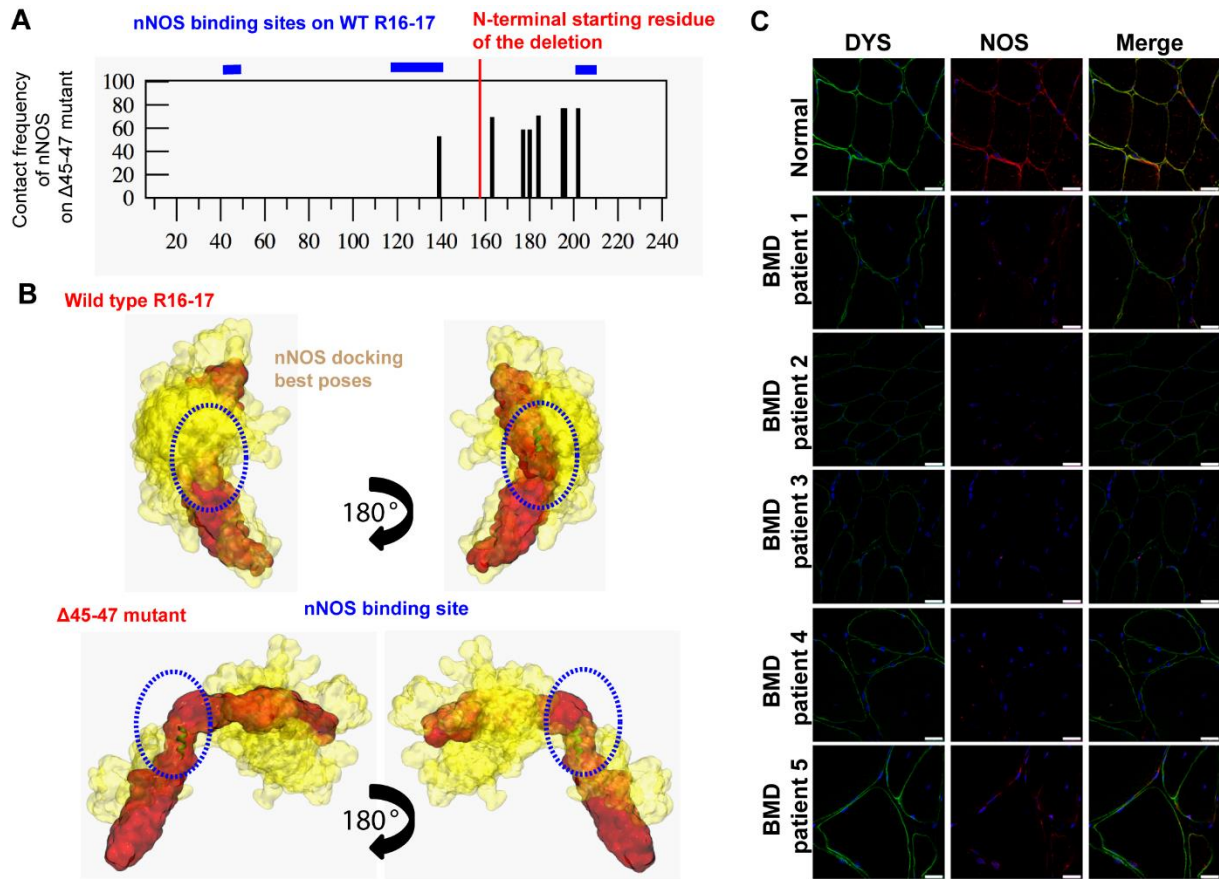 A
nNOS binding sites on WT R16-17
N-terminal starting residue
of the deletion
Contact frequency
of nNOS
on Δ45-47 mutant
100
80
60
40
20
0
20 40 60 80 100 120 140 160 180 200 220 240
B
Wild type R16-17
nNOS docking
best poses
180°
Δ45-47 mutant
nNOS binding site
180°
C
DYS NOS Merge
Normal
BMD
patient 1
BMD
patient 2
BMD
patient 3
BMD
patient 4
BMD
patient 5